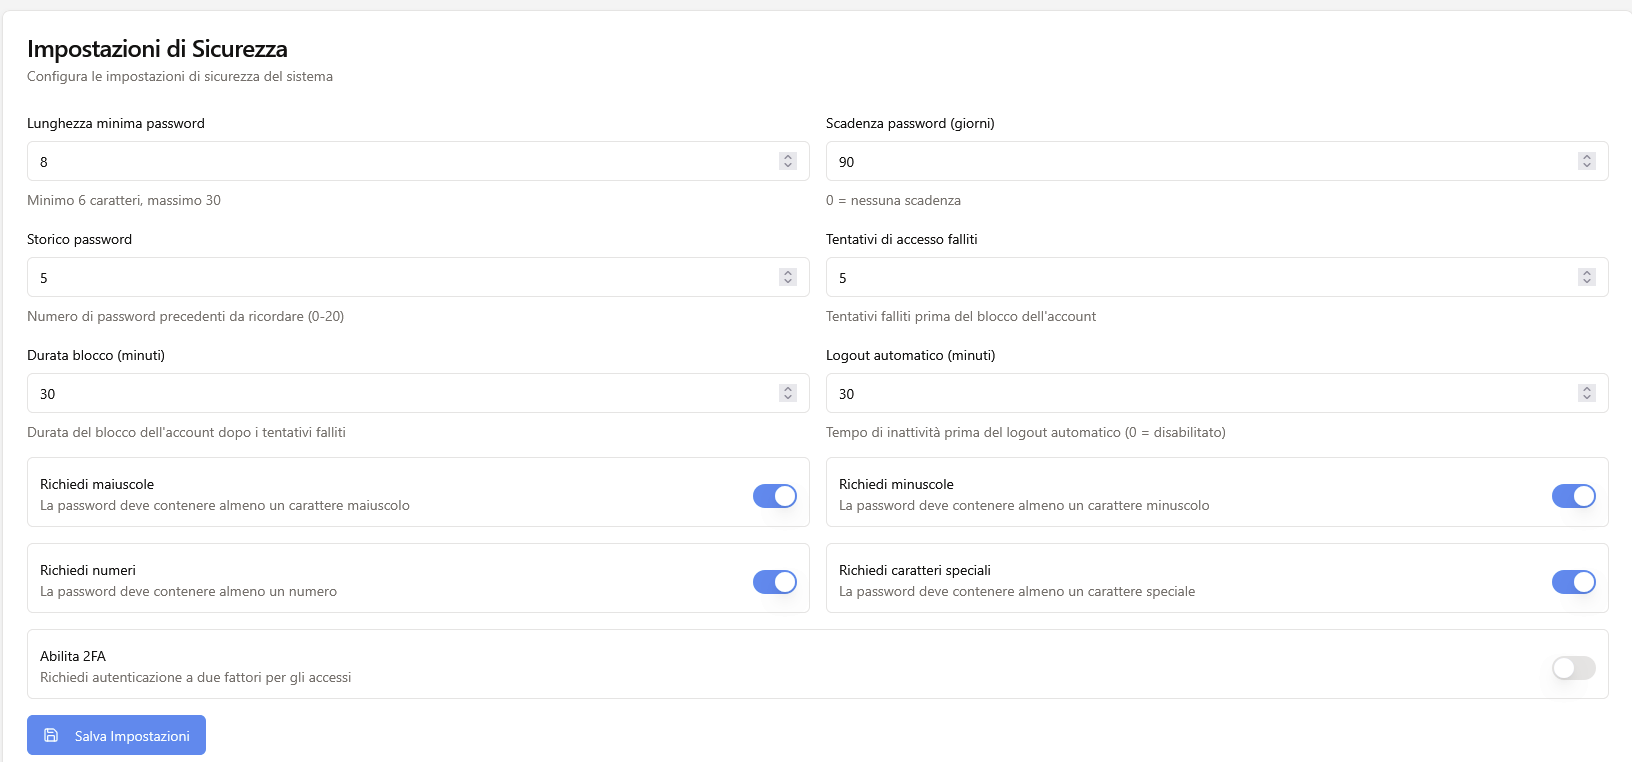 Impostazioni di Sicurezza
Configura le impostazioni di sicurezza del sistema
Lunghezza minima password
8
Minimo 6 caratteri, massimo 30
Scadenza password (giorni)
90
0 = nessuna scadenza
Storico password
5
Numero di password precedenti da ricordare (0-20)
Tentativi di accesso falliti
5
Tentativi falliti prima del blocco dell'account
Durata blocco (minuti)
30
Durata del blocco dell'account dopo i tentativi falliti
Logout automatico (minuti)
30
Tempo di inattività prima del logout automatico (0 = disabilitato)
Richiedi maiuscole
La password deve contenere almeno un carattere maiuscolo
Richiedi minuscole
La password deve contenere almeno un carattere minuscolo
Richiedi numeri
La password deve contenere almeno un numero
Richiedi caratteri speciali
La password deve contenere almeno un carattere speciale
Abilita 2FA
Richiedi autenticazione a due fattori per gli accessi
Salva Impostazioni